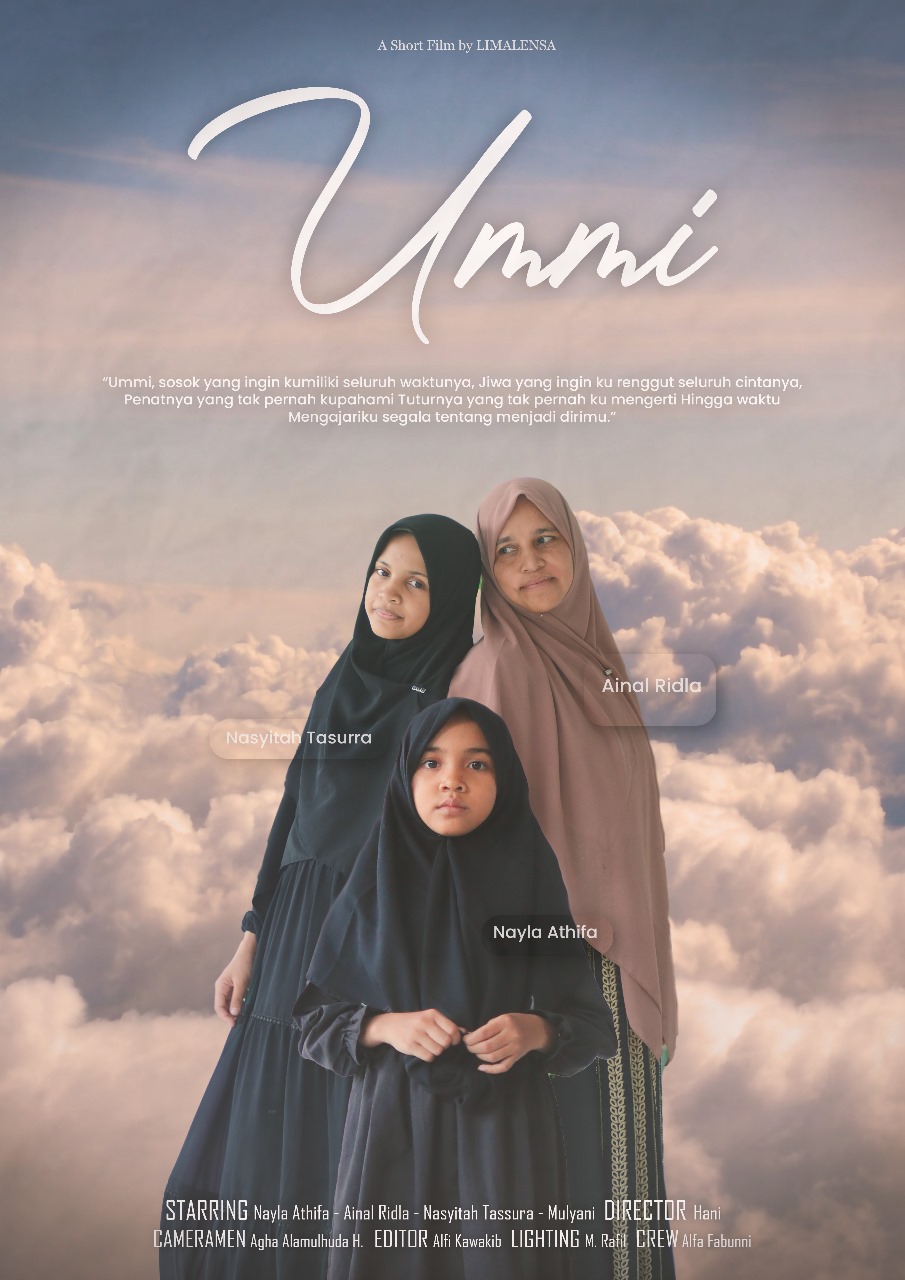 A Short Film by LIMALENSA
Ummi
“Ummi, sosok yang ingin kumiliki seluruh waktunya, Jiwa yang ingin ku renggut seluruh cintanya,
Penatnya yang tak pernah kupahami Tuturnya yang tak pernah ku mengerti Hingga waktu
Mengajariku segala tentang menjadi dirimu.”
Ainal Ridla
Nasyitah Tasurra
Nayla Athifa
STARRING Nayla Athifa - Ainal Ridla - Nasyitah Tassura - Mulyani DIRECTOR Hani
CAMERAMEN Agha Alamulhuda H. EDITOR Alfi Kawakib LIGHTING M. Rafli CREW Alfa Fabunni